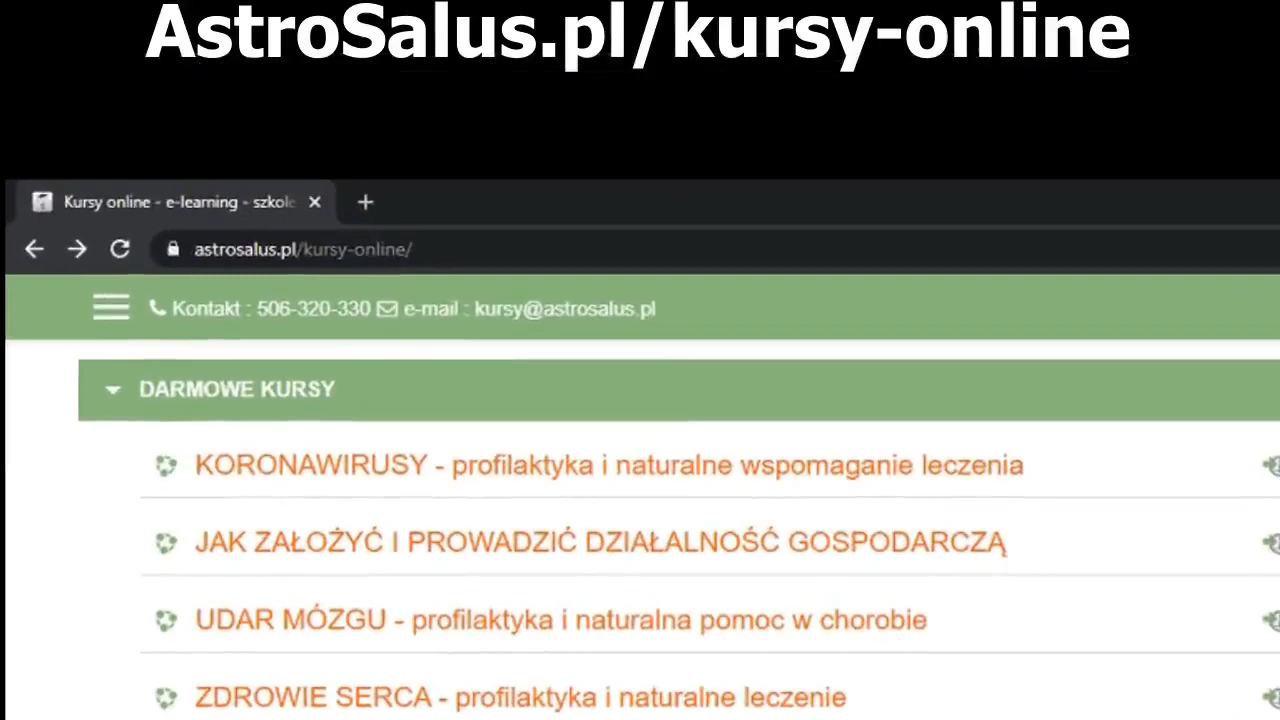 AstroSalus.pl/kursy-online
Kursy online - e-learning - szkole
astrosalus.pl/kursy-online/
Kontakt : 506-320-330 e-mail : kursy@astrosalus.pl
DARMOWE KURSY
KORONAWIRUSY - profilaktyka i naturalne wspomaganie leczenia
JAK ZAŁOŻYĆ I PROWADZIĆ DZIAŁALNOŚĆ GOSPODARCZĄ
UDAR MÓZGU - profilaktyka i naturalna pomoc w chorobie
ZDROWIE SERCA - profilaktyka i naturalne leczenie